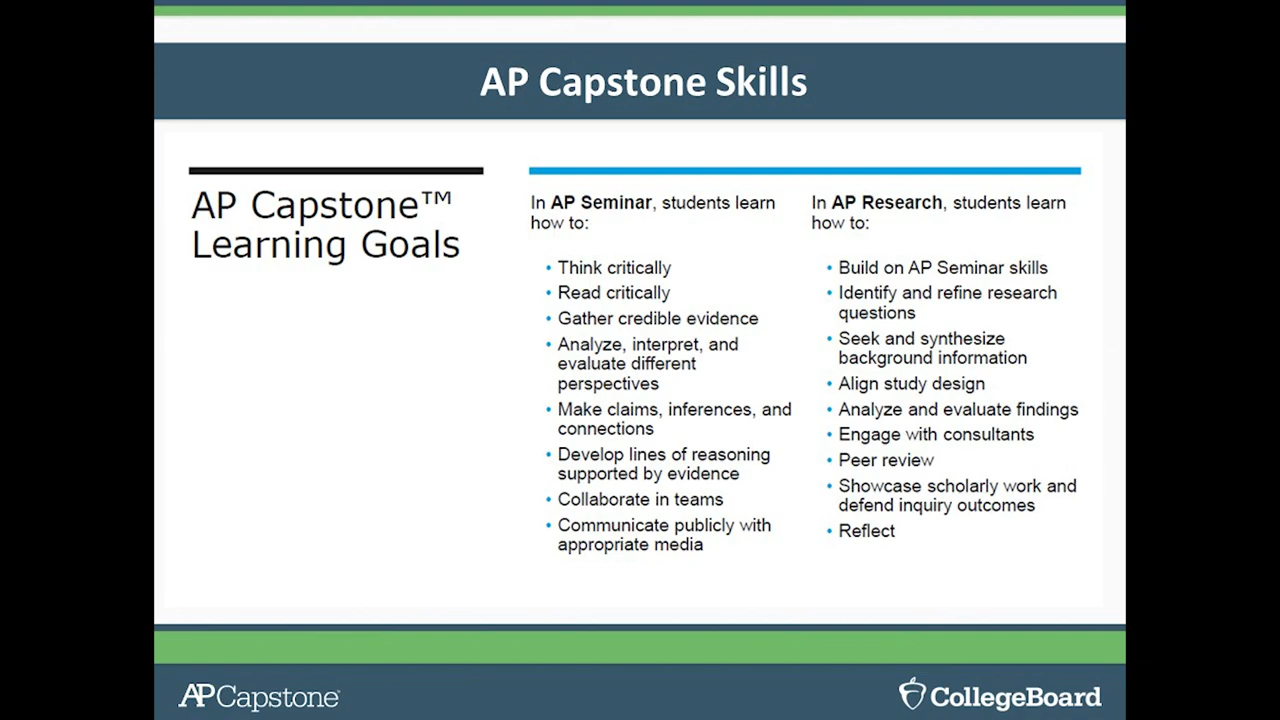 AP Capstone Skills
AP Capstone™
Learning Goals
In AP Seminar, students learn
how to:
• Think critically
• Read critically
• Gather credible evidence
• Analyze, interpret, and
evaluate different
perspectives
• Make claims, inferences, and
connections
• Develop lines of reasoning
supported by evidence
• Collaborate in teams
• Communicate publicly with
appropriate media
In AP Research, students learn
how to:
• Build on AP Seminar skills
• Identify and refine research
questions
• Seek and synthesize
background information
• Align study design
• Analyze and evaluate findings
• Engage with consultants
• Peer review
• Showcase scholarly work and
defend inquiry outcomes
• Reflect
AP Capstone
CollegeBoard